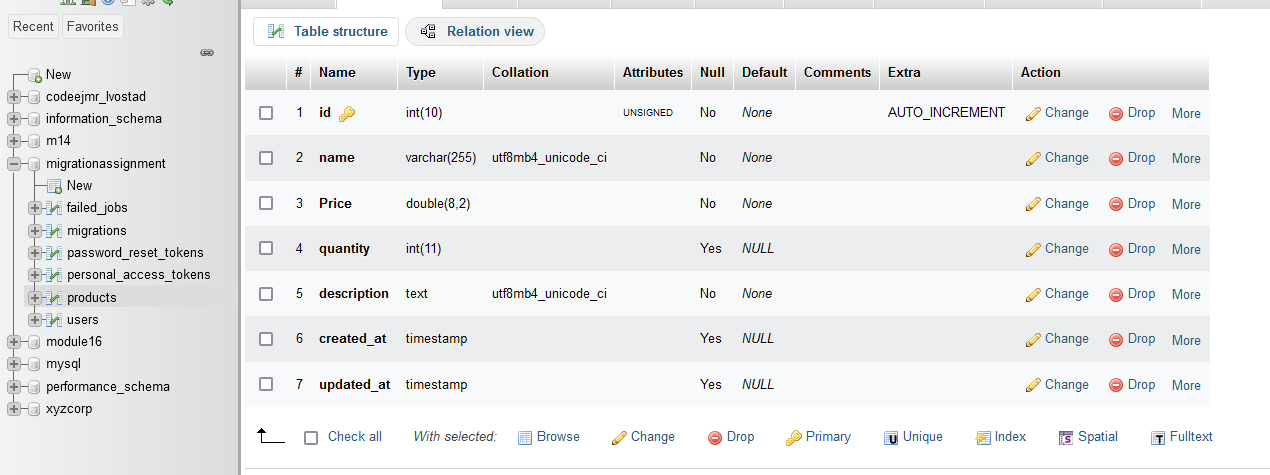 Recent Favorites
New
codeejmr_lvostad
information_schema
m14
migrationassignment
New
failed_jobs
migrations
password_reset_tokens
personal_access_tokens
products
users
module16
mysql
performance_schema
xyzcorp
Table structure Relation view
# Name Type Collation Attributes Null Default Comments Extra Action
1 id int(10) UNSIGNED No None AUTO_INCREMENT Change Drop More
2 name varchar(255) utf8mb4_unicode_ci No None Change Drop More
3 Price double(8,2) No None Change Drop More
4 quantity int(11) Yes NULL Change Drop More
5 description text utf8mb4_unicode_ci No None Change Drop More
6 created_at timestamp Yes NULL Change Drop More
7 updated_at timestamp Yes NULL Change Drop More
Check all With selected: Browse Change Drop Primary Unique Index Spatial Fulltext